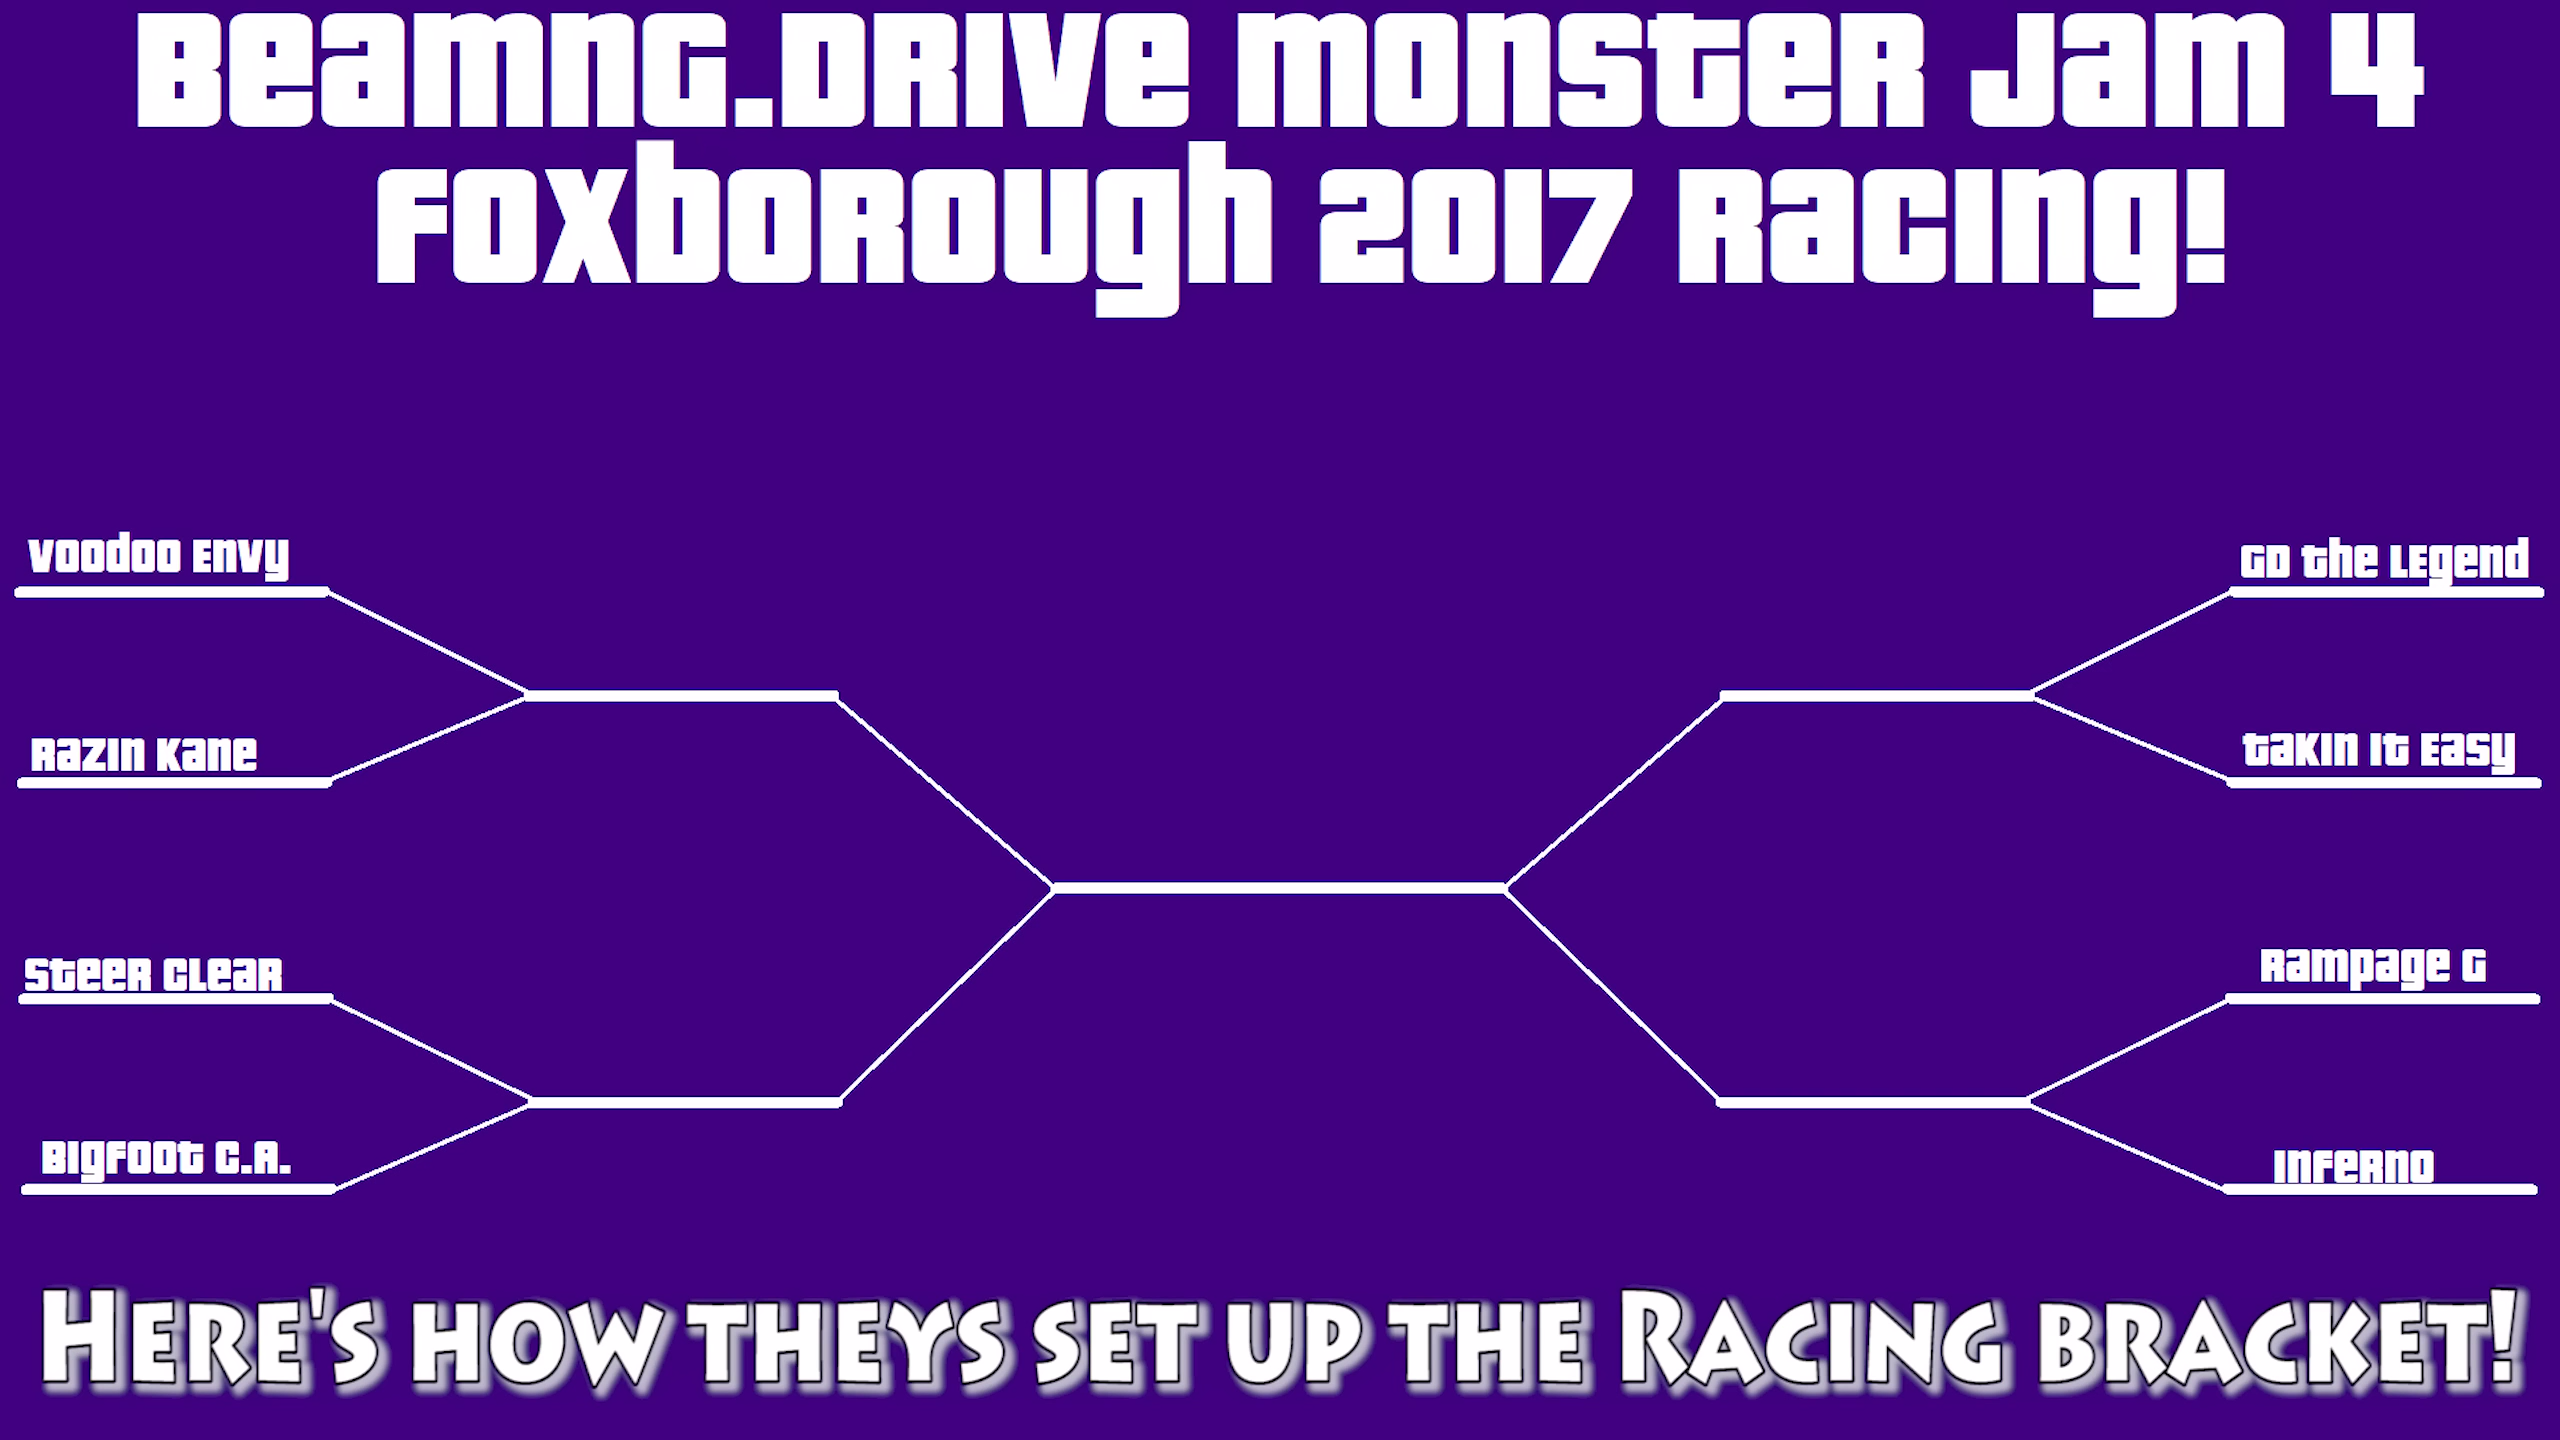 BeamNG.Drive Monster Jam 4
Foxborough 2017 Racing!
Voodoo Envy
GD the Legend
Razin Kane
Takin It Easy
Steer Clear
Rampage G
Bigfoot C.A.
Inferno
Here's how theys set up the Racing bracket!